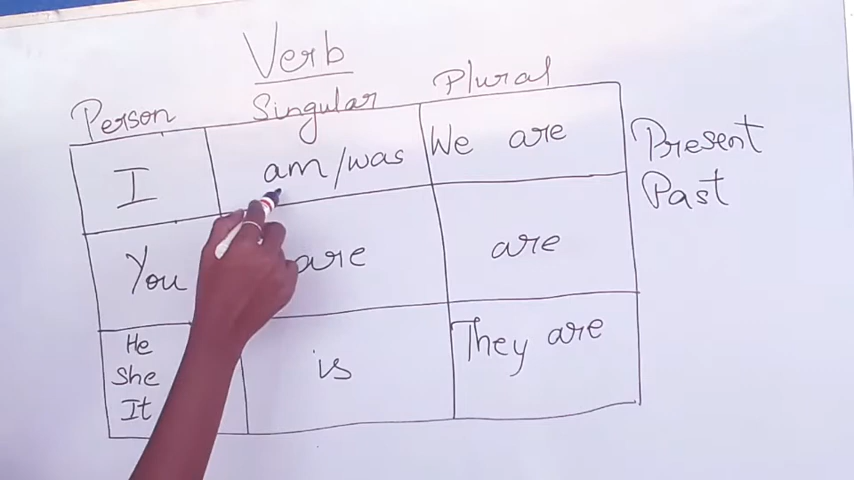 Verb
Person Singular Plural
I am/was We are Present
Past
You are are
He
She is They are
It